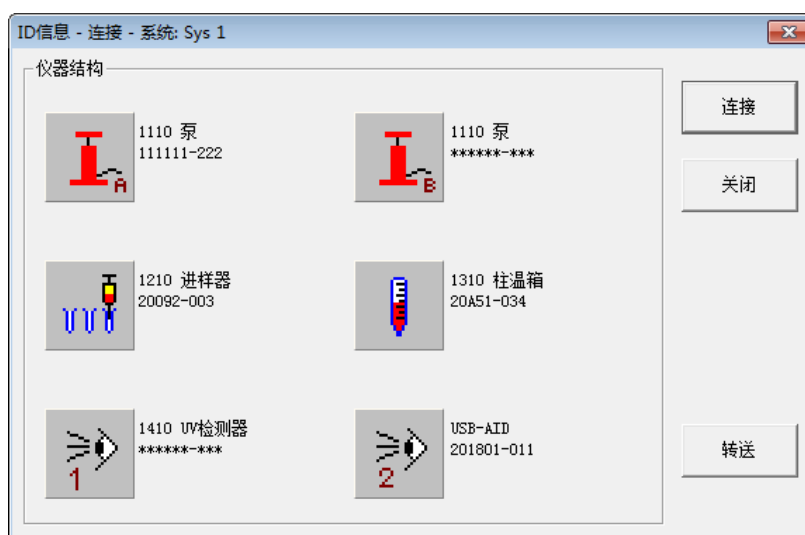 ID信息 - 连接 - 系统: Sys 1
仪器结构
1110 泵
111111-222
A
1110 泵
******-***
B
连接
关闭
1210 进样器
20092-003
1310 柱温箱
20A51-034
1410 UV检测器
******-***
1
USB-AID
201801-011
2
转送